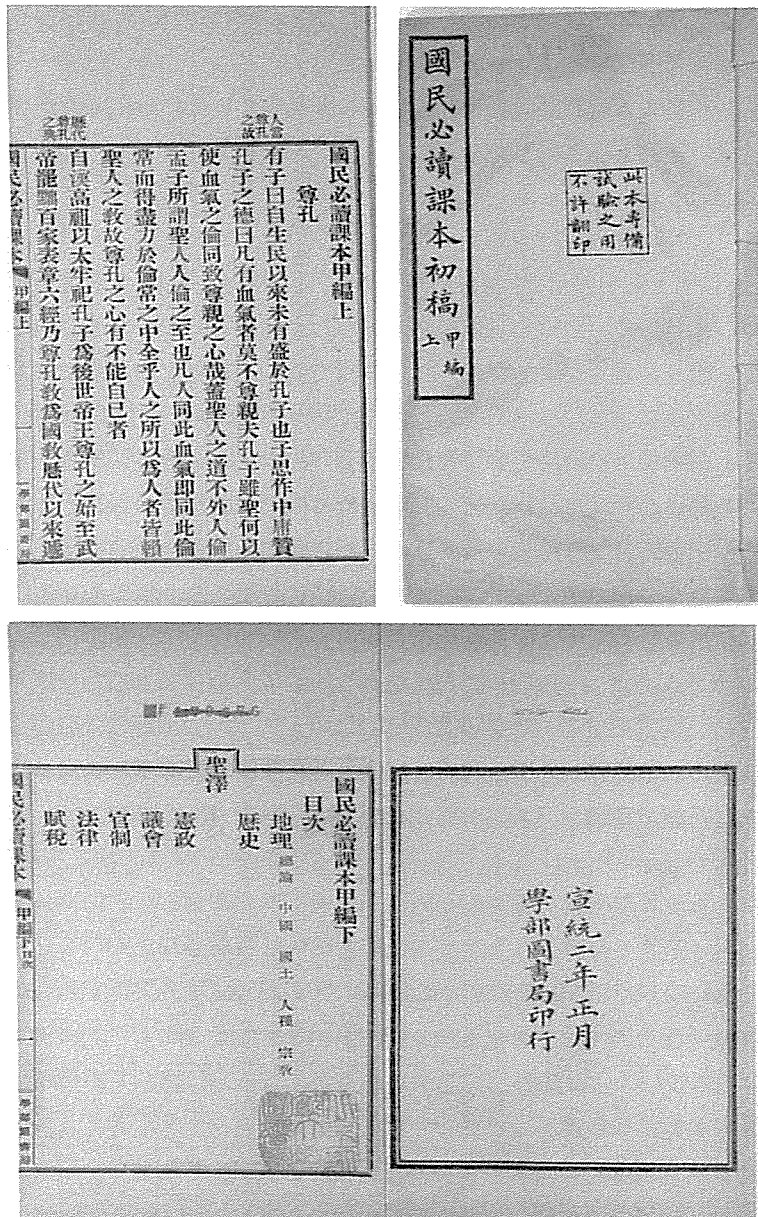 國民必讀課本初稿 甲編上
此本專備
試驗之用
不許翻印
國民必讀課本甲編上
尊孔
人當
尊孔
之故
有子曰自生民以來未有盛於孔子也子思作中庸贊
孔子之德曰凡有血氣者莫不尊親夫孔子雖聖何以
使血氣之倫同致尊親之心哉蓋聖人之道不外人倫
孟子所謂聖人人倫之至也凡人同此血氣即同此倫
常而得盡力於倫常之中全乎人之所以爲人者皆賴
聖人之敎故尊孔之心有不能自已者
歷代
尊孔
之典
自漢高祖以太牢祀孔子爲後世帝王尊孔之始至武
帝罷黜百家表章六經乃尊孔敎爲國敎歷代以來遞
國民必讀課本 甲編上 一 學部圖書局
宣統二年正月
學部圖書局印行
國民必讀課本甲編下
目次
地理 總論 中國 國土 人種 宗敎
歷史
聖澤
憲政
議會
官制
法律
賦稅
國民必讀課本 甲編下 目次 一 學部圖書局